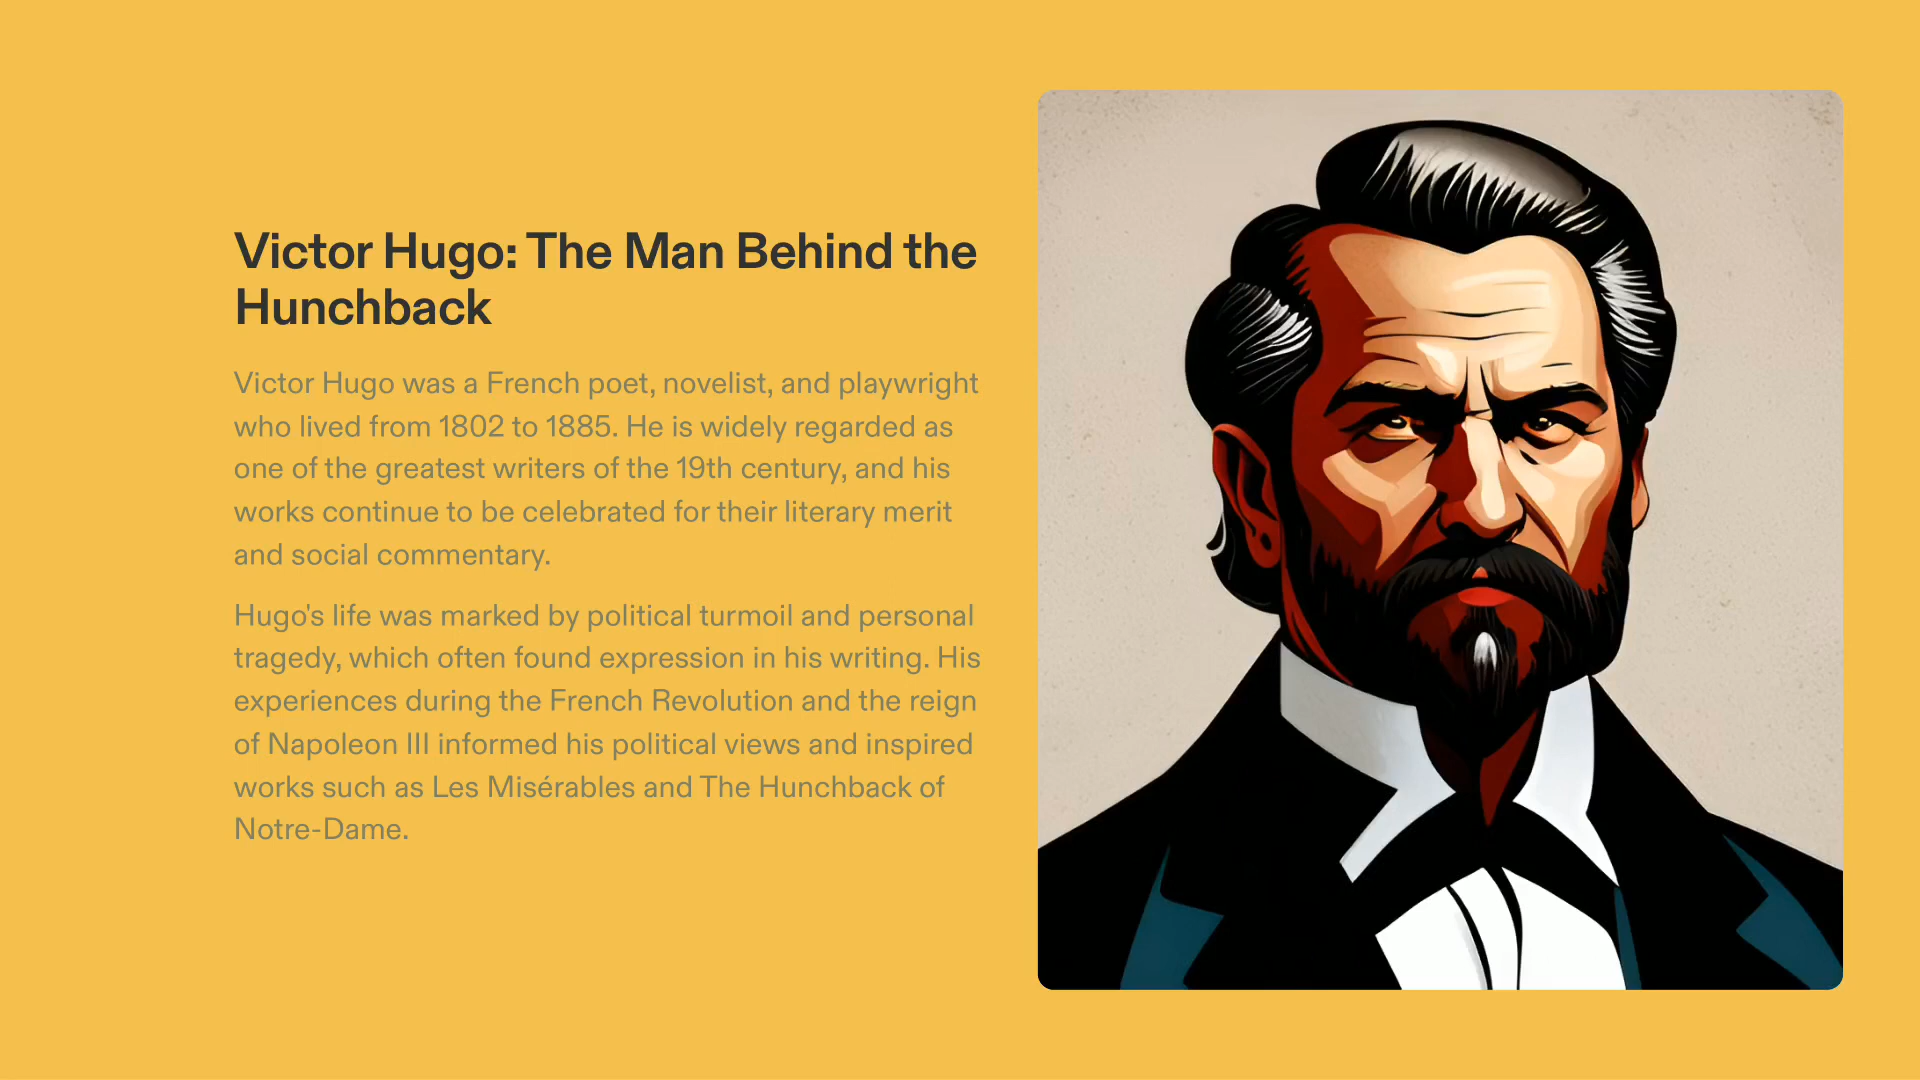 Victor Hugo: The Man Behind the
Hunchback
Victor Hugo was a French poet, novelist, and playwright
who lived from 1802 to 1885. He is widely regarded as
one of the greatest writers of the 19th century, and his
works continue to be celebrated for their literary merit
and social commentary.
Hugo's life was marked by political turmoil and personal
tragedy, which often found expression in his writing. His
experiences during the French Revolution and the reign
of Napoleon III informed his political views and inspired
works such as Les Misérables and The Hunchback of
Notre-Dame.